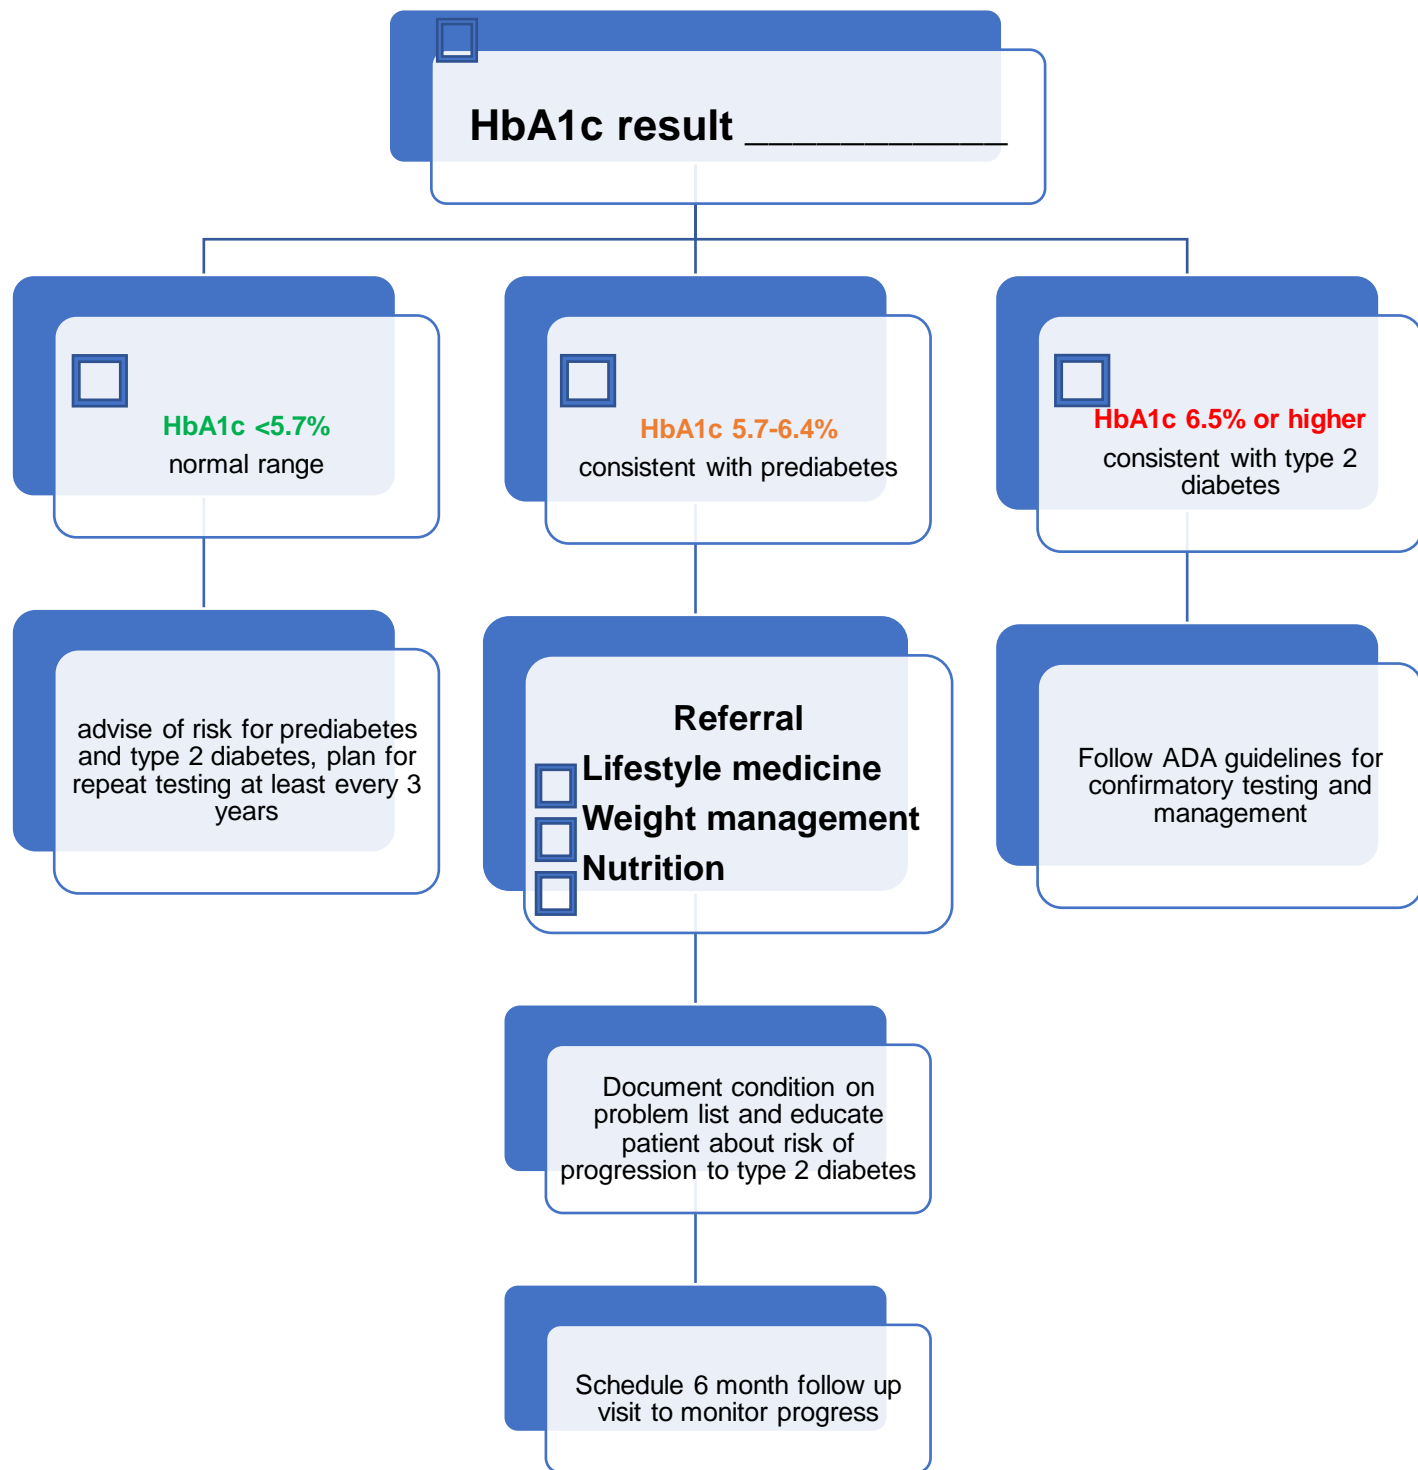 HbA1c result ___________
HbA1c <5.7%
normal range
HbA1c 5.7-6.4%
consistent with prediabetes
HbA1c 6.5% or higher
consistent with type 2
diabetes
advise of risk for prediabetes
and type 2 diabetes, plan for
repeat testing at least every 3
years
Referral
Lifestyle medicine
Weight management
Nutrition
Follow ADA guidelines for
confirmatory testing and
management
Document condition on
problem list and educate
patient about risk of
progression to type 2 diabetes
Schedule 6 month follow up
visit to monitor progress